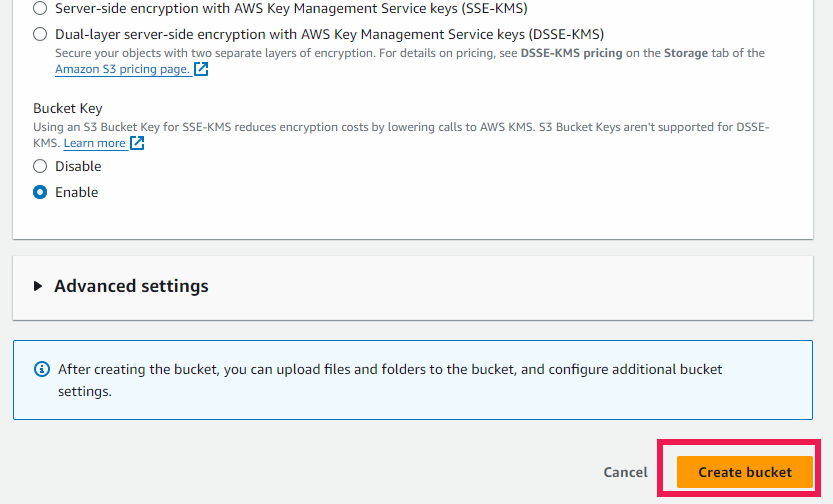 Server-side encryption with AWS Key Management Service keys (SSE-KMS)
Dual-layer server-side encryption with AWS Key Management Service keys (DSSE-KMS)
Secure your objects with two separate layers of encryption. For details on pricing, see DSSE-KMS pricing on the Storage tab of the
Amazon S3 pricing page.
Bucket Key
Using an S3 Bucket Key for SSE-KMS reduces encryption costs by lowering calls to AWS KMS. S3 Bucket Keys aren't supported for DSSE-
KMS. Learn more
Disable
Enable
Advanced settings
After creating the bucket, you can upload files and folders to the bucket, and configure additional bucket
settings.
Cancel Create bucket